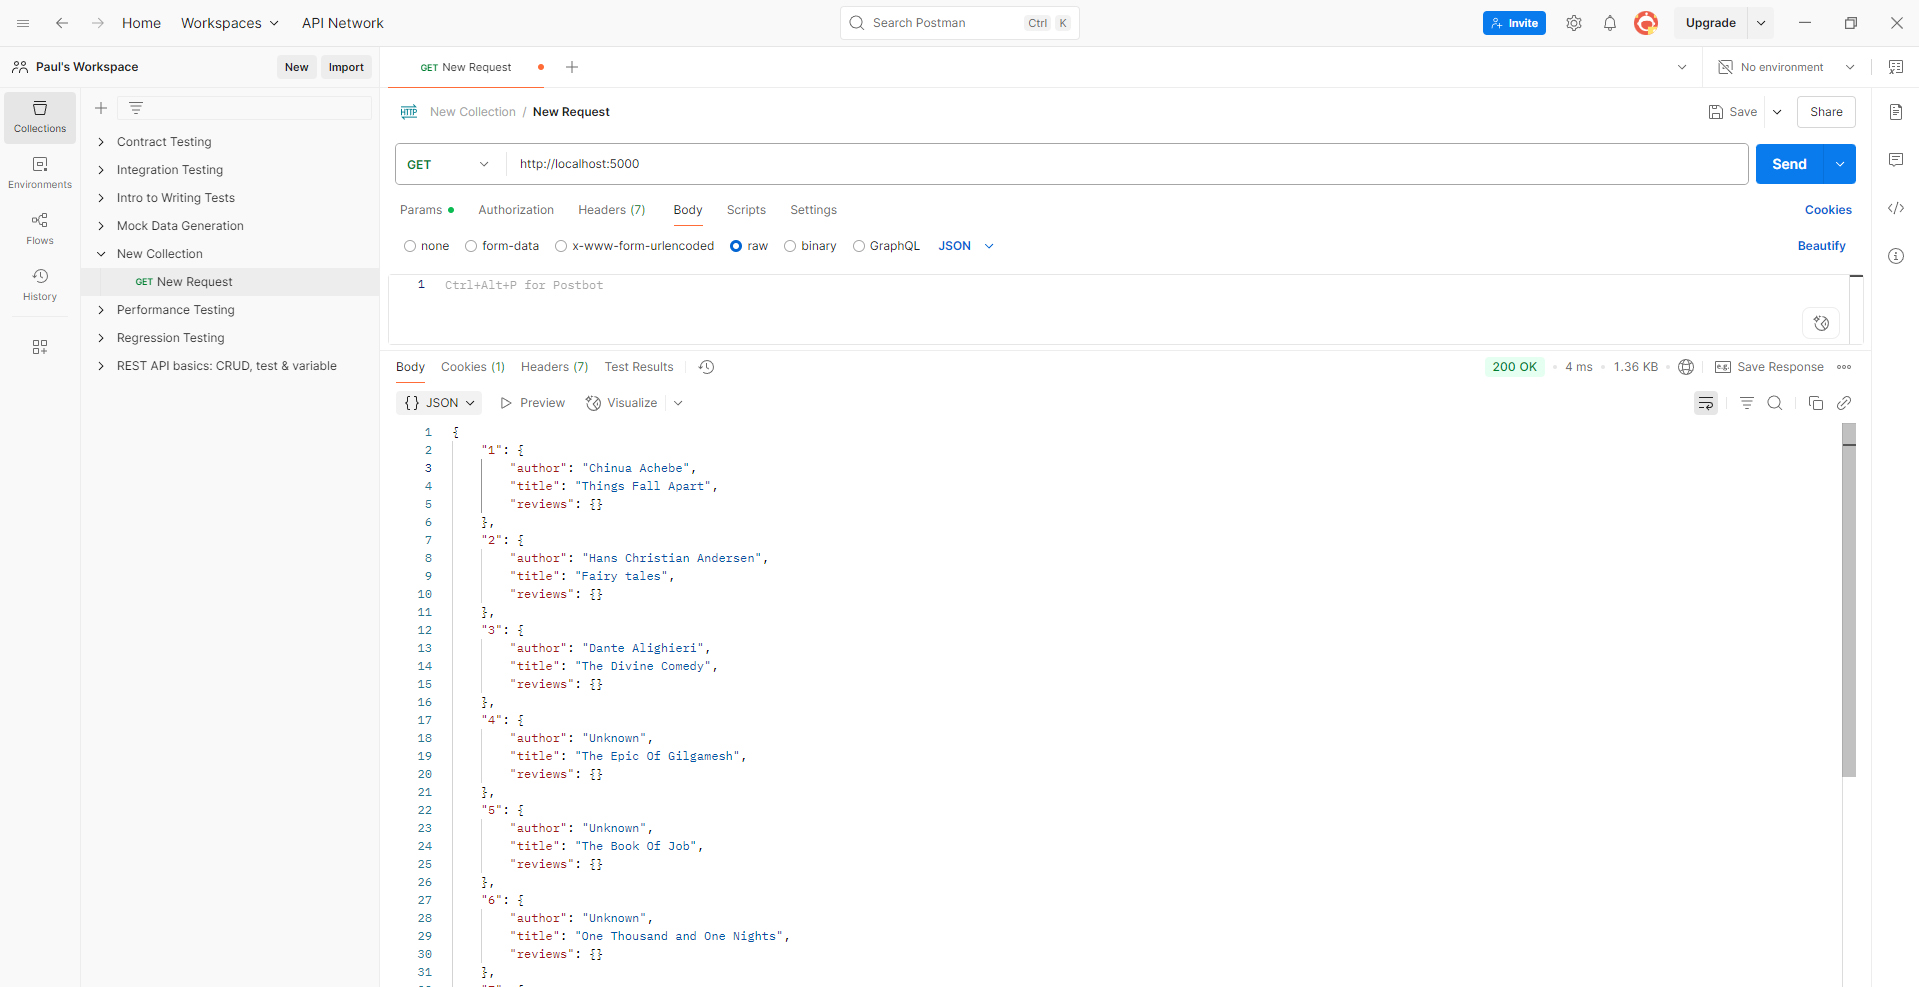 Home Workspaces API Network Search Postman Ctrl K Invite Upgrade
Paul's Workspace New Import GET New Request No environment
Collections
Environments
Flows
History
Contract Testing
Integration Testing
Intro to Writing Tests
Mock Data Generation
New Collection
GET New Request
Performance Testing
Regression Testing
REST API basics: CRUD, test & variable
HTTP New Collection / New Request Save Share
GET http://localhost:5000 Send
Params Authorization Headers (7) Body Scripts Settings Cookies
none form-data x-www-form-urlencoded raw binary GraphQL JSON Beautify
1 Ctrl+Alt+P for Postbot
Body Cookies (1) Headers (7) Test Results 200 OK 4 ms 1.36 KB e.g. Save Response
{} JSON Preview Visualize
1 {
2 "1": {
3 "author": "Chinua Achebe",
4 "title": "Things Fall Apart",
5 "reviews": {}
6 },
7 "2": {
8 "author": "Hans Christian Andersen",
9 "title": "Fairy tales",
10 "reviews": {}
11 },
12 "3": {
13 "author": "Dante Alighieri",
14 "title": "The Divine Comedy",
15 "reviews": {}
16 },
17 "4": {
18 "author": "Unknown",
19 "title": "The Epic Of Gilgamesh",
20 "reviews": {}
21 },
22 "5": {
23 "author": "Unknown",
24 "title": "The Book Of Job",
25 "reviews": {}
26 },
27 "6": {
28 "author": "Unknown",
29 "title": "One Thousand and One Nights",
30 "reviews": {}
31 },